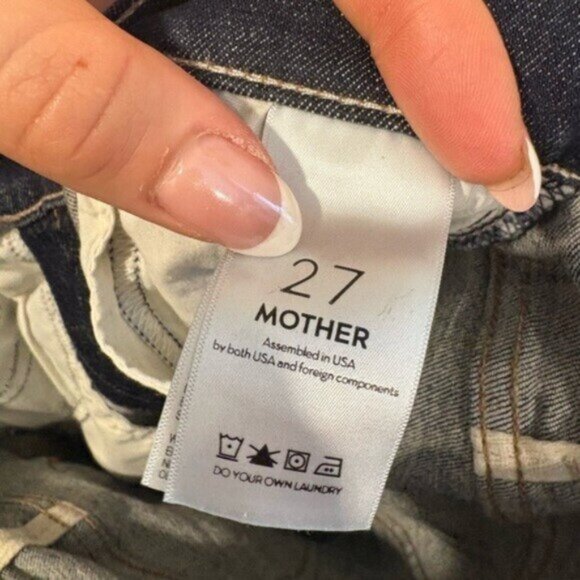 27
MOTHER
Assembled in USA
by both USA and foreign components
DO YOUR OWN LAUNDRY